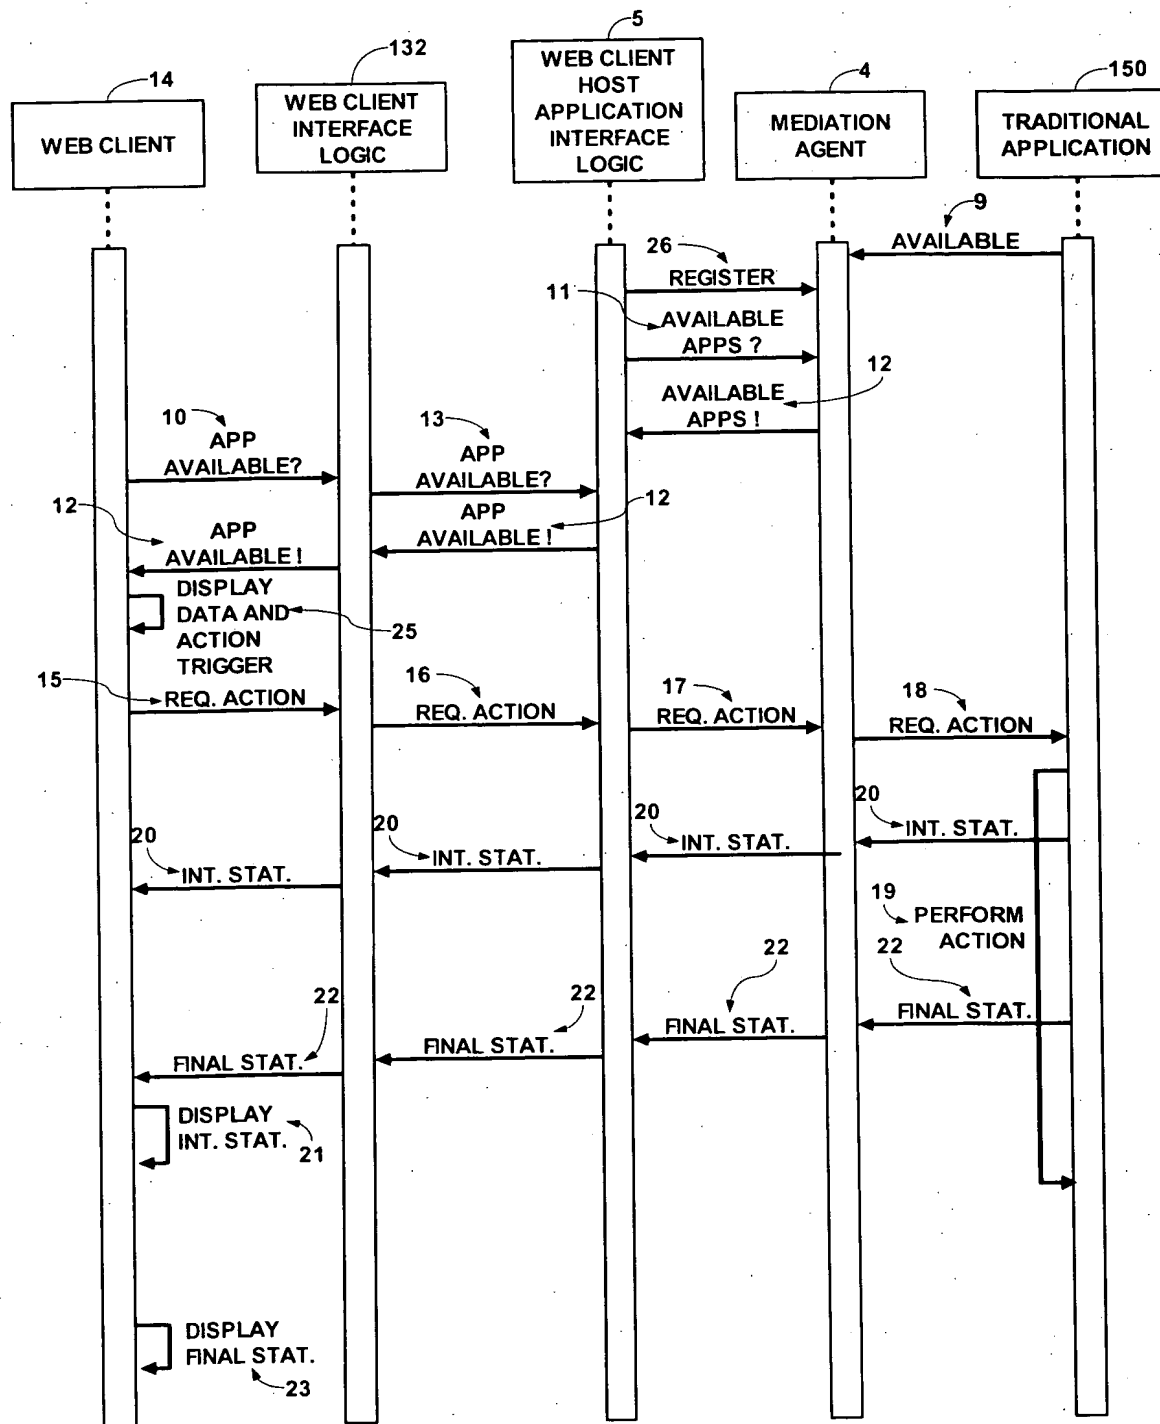 5
132
14
4
150
WEB CLIENT
WEB CLIENT
INTERFACE
LOGIC
WEB CLIENT
HOST
APPLICATION
INTERFACE
LOGIC
MEDIATION
AGENT
TRADITIONAL
APPLICATION
9
AVAILABLE
26
REGISTER
11
AVAILABLE
APPS ?
12
AVAILABLE
APPS !
10
APP
AVAILABLE?
13
APP
AVAILABLE?
12
APP
AVAILABLE !
12
APP
AVAILABLE !
DISPLAY
DATA AND
ACTION
TRIGGER
25
15
REQ. ACTION
16
REQ. ACTION
17
REQ. ACTION
18
REQ. ACTION
20
INT. STAT.
20
INT. STAT.
20
INT. STAT.
20
INT. STAT.
19
PERFORM
ACTION
22
FINAL STAT.
22
FINAL STAT.
22
FINAL STAT.
22
FINAL STAT.
DISPLAY
INT. STAT.
21
DISPLAY
FINAL STAT.
23